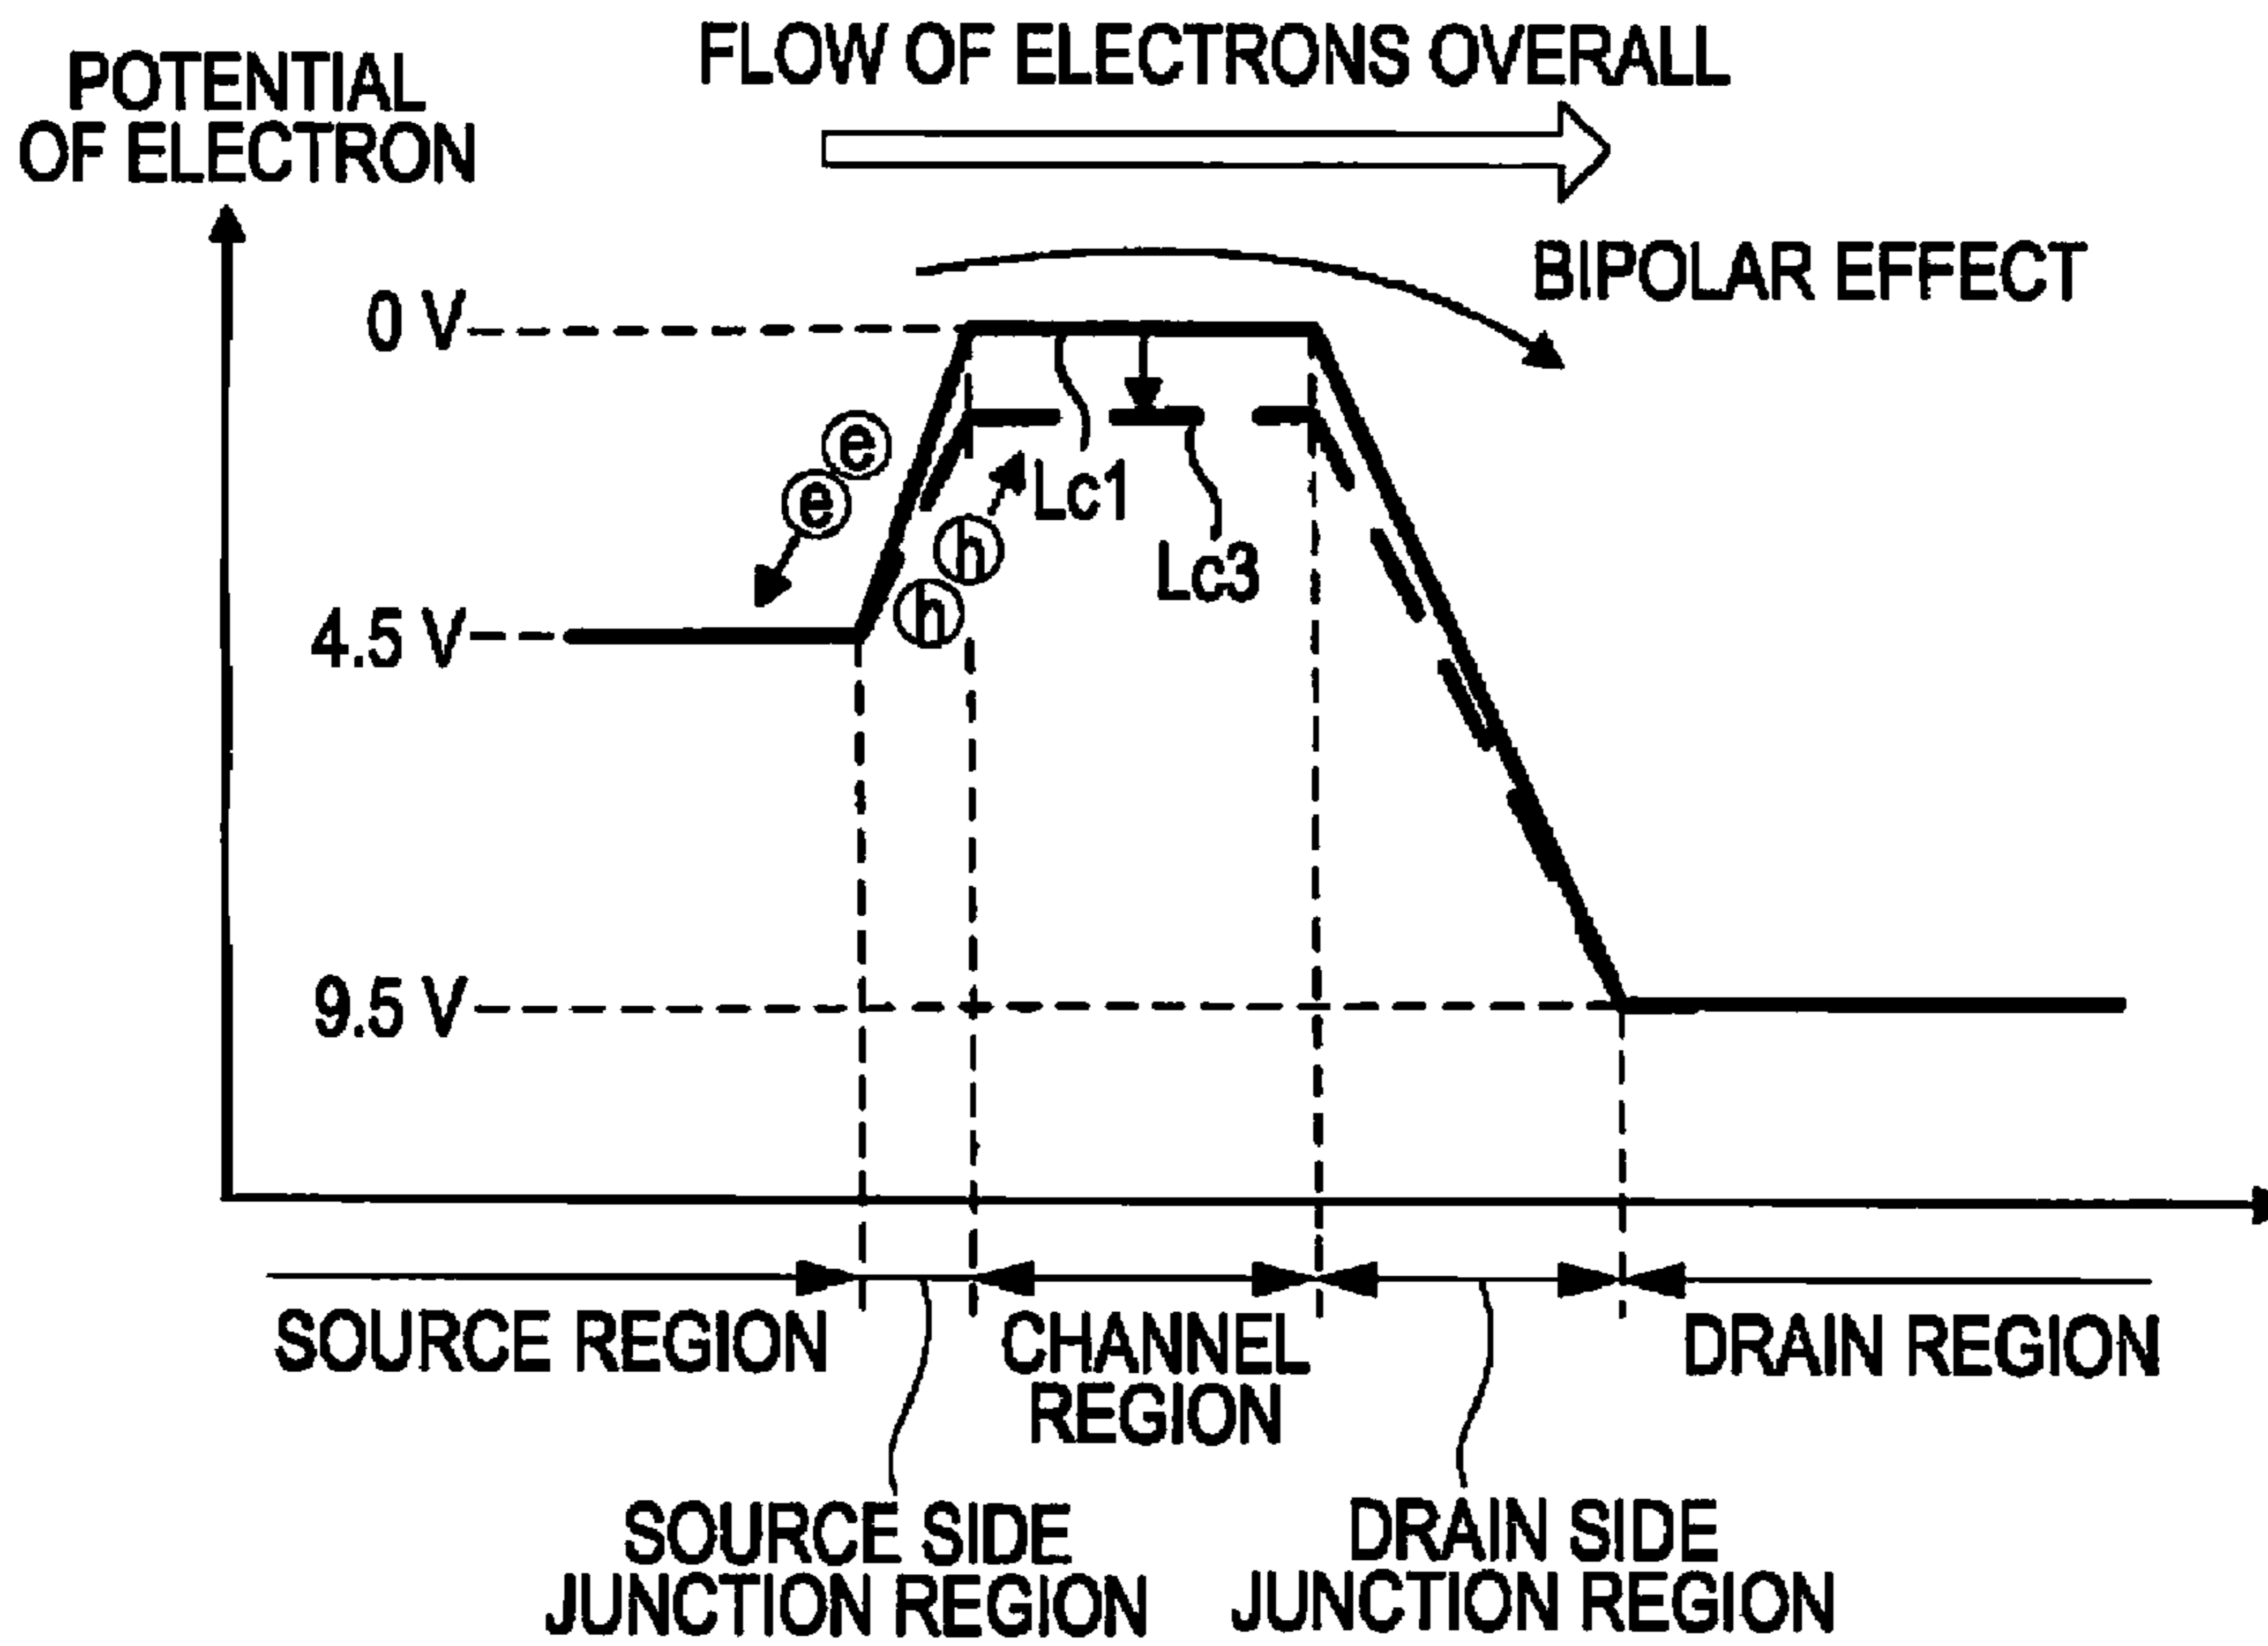 FLOW OF ELECTRONS OVERALL
POTENTIAL
OF ELECTRON
BIPOLAR EFFECT
0 V
e
e
Lc1
h
Lc3
h
4.5 V
9.5 V
SOURCE REGION
CHANNEL
REGION
DRAIN REGION
SOURCE SIDE
JUNCTION REGION
DRAIN SIDE
JUNCTION REGION